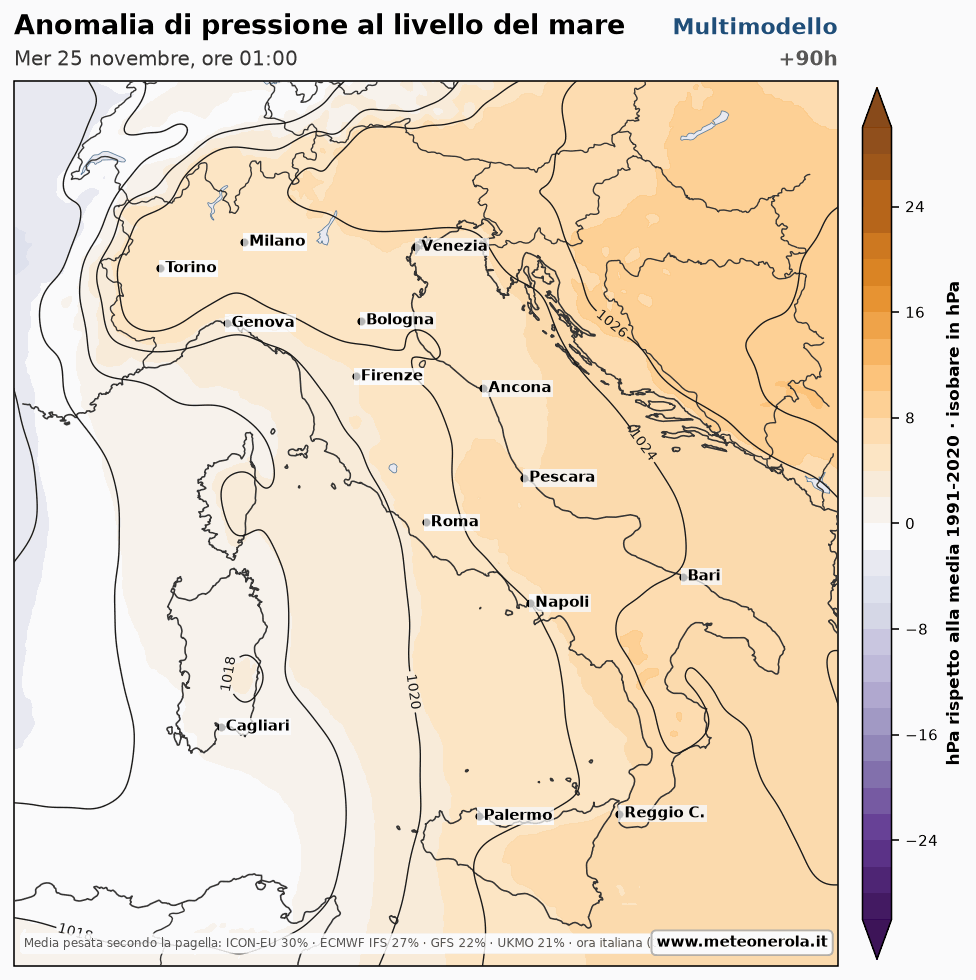 Anomalia di pressione al livello del mare
Multimodello
Mer 25 novembre, ore 01:00
+90h
Milano
Venezia
Torino
Genova
Bologna
1026
Firenze
Ancona
1024
Pescara
Roma
Bari
Napoli
1018
1020
Cagliari
Palermo
Reggio C.
1018
Media pesata secondo la pagella: ICON-EU 30% · ECMWF IFS 27% · GFS 22% · UKMO 21% · ora italiana (
www.meteonerola.it
24
16
8
0
−8
−16
−24
hPa rispetto alla media 1991-2020 · isobare in hPa